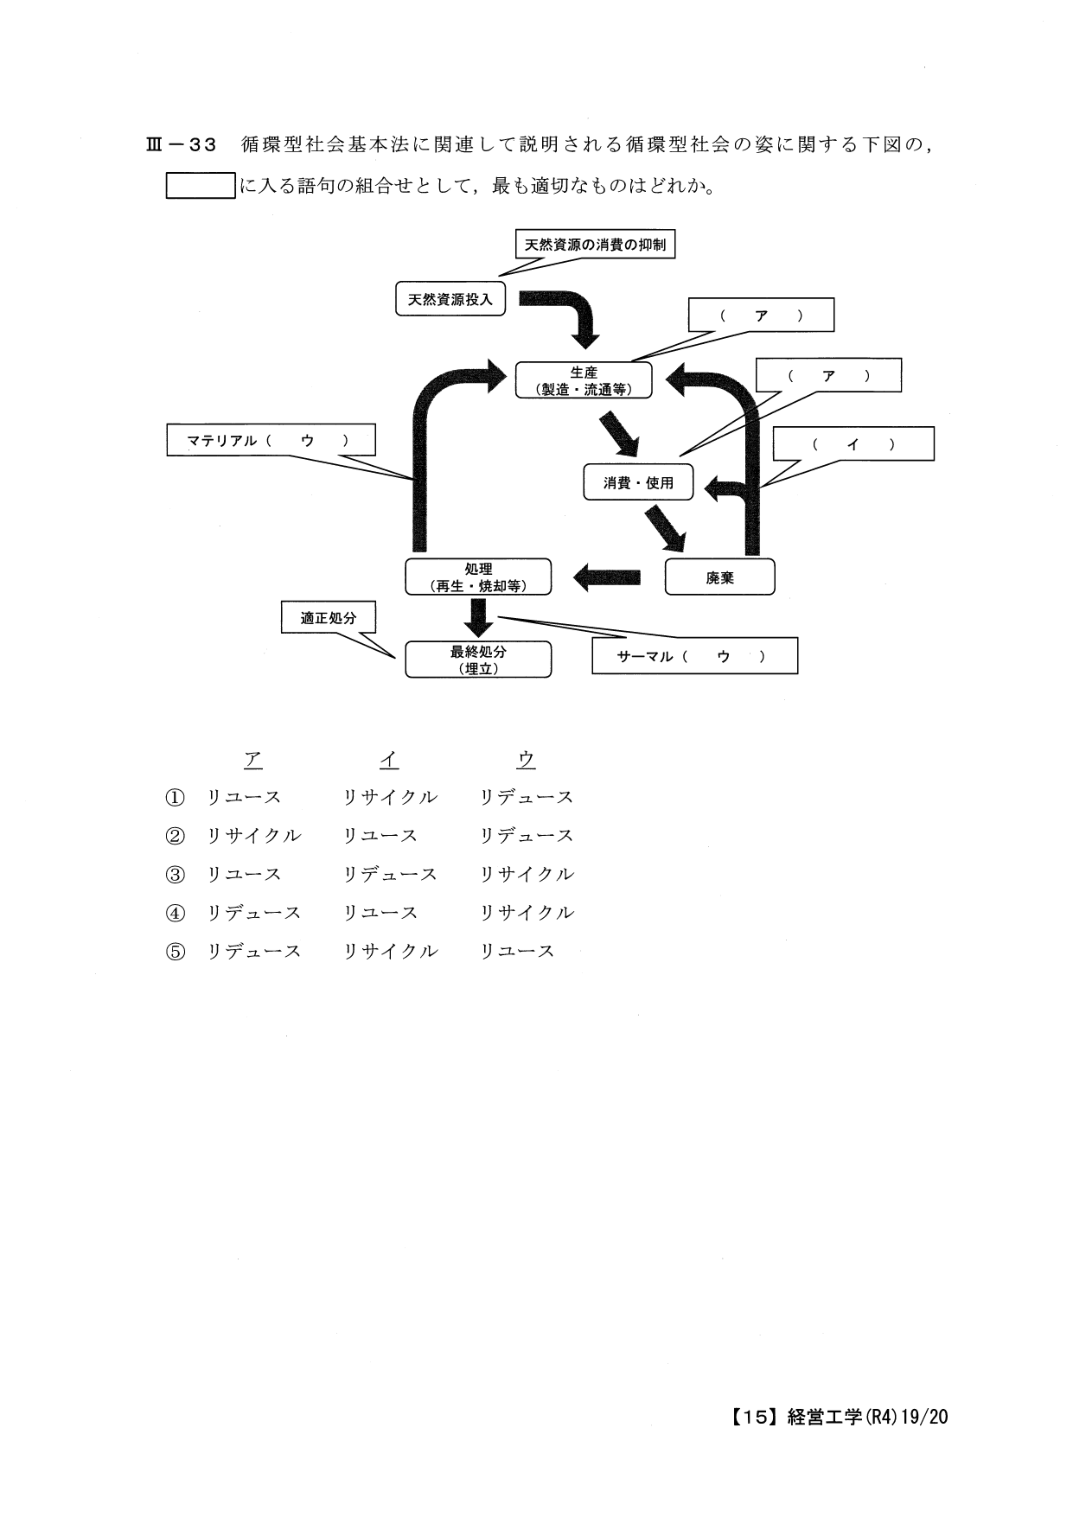 Ⅲ－33　循環型社会基本法に関連して説明される循環型社会の姿に関する下図の，
に入る語句の組合せとして，最も適切なものはどれか。
天然資源の消費の抑制
天然資源投入
（　ア　）
生産
（製造・流通等）
（　ア　）
マテリアル（　ウ　）
（　イ　）
消費・使用
処理
（再生・焼却等）
廃棄
適正処分
最終処分
（埋立）
サーマル（　ウ　）
ア　イ　ウ
①　リユース　リサイクル　リデュース
②　リサイクル　リユース　リデュース
③　リユース　リデュース　リサイクル
④　リデュース　リユース　リサイクル
⑤　リデュース　リサイクル　リユース
【15】経営工学(R4)19/20